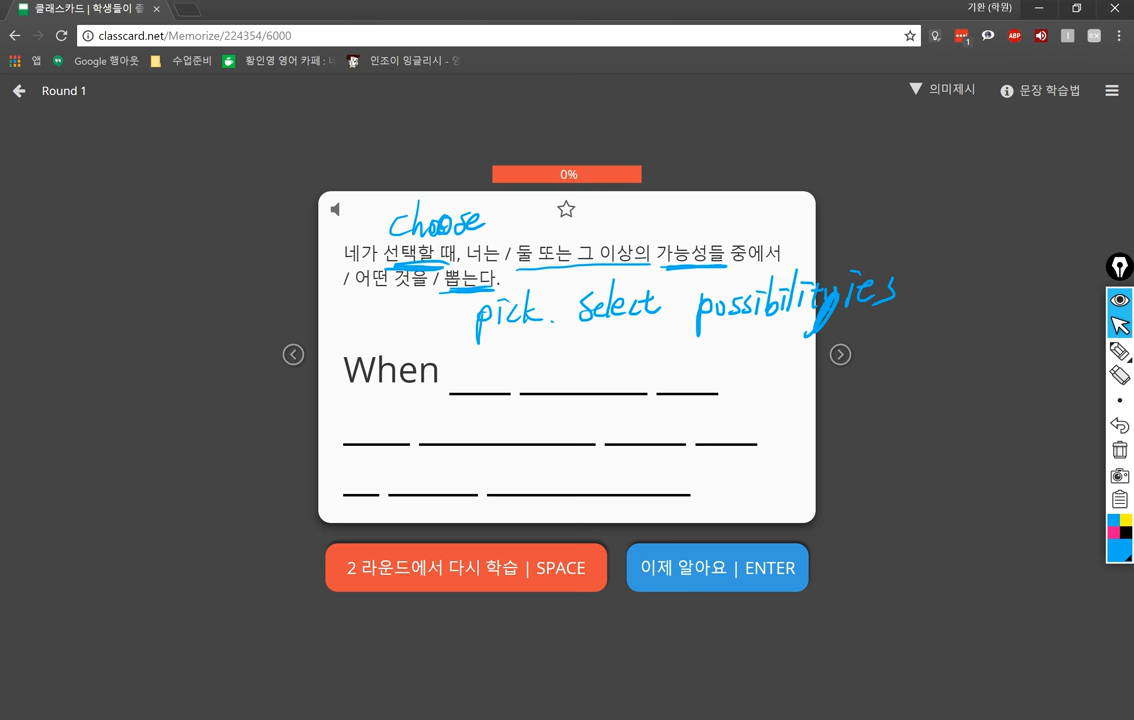 클래스카드 | 학생들이 즐
기환 (학원)
classcard.net/Memorize/224354/6000
앱 Google 행아웃 수업준비 황인영 영어 카페 : 네 인조이 잉글리시 -
Round 1 의미제시 문장 학습법
0%
choose
네가 선택할 때, 너는 / 둘 또는 그 이상의 가능성들 중에서
/ 어떤 것을 / 뽑는다.
pick. select possibilityies
When
2 라운드에서 다시 학습 | SPACE 이제 알아요 | ENTER